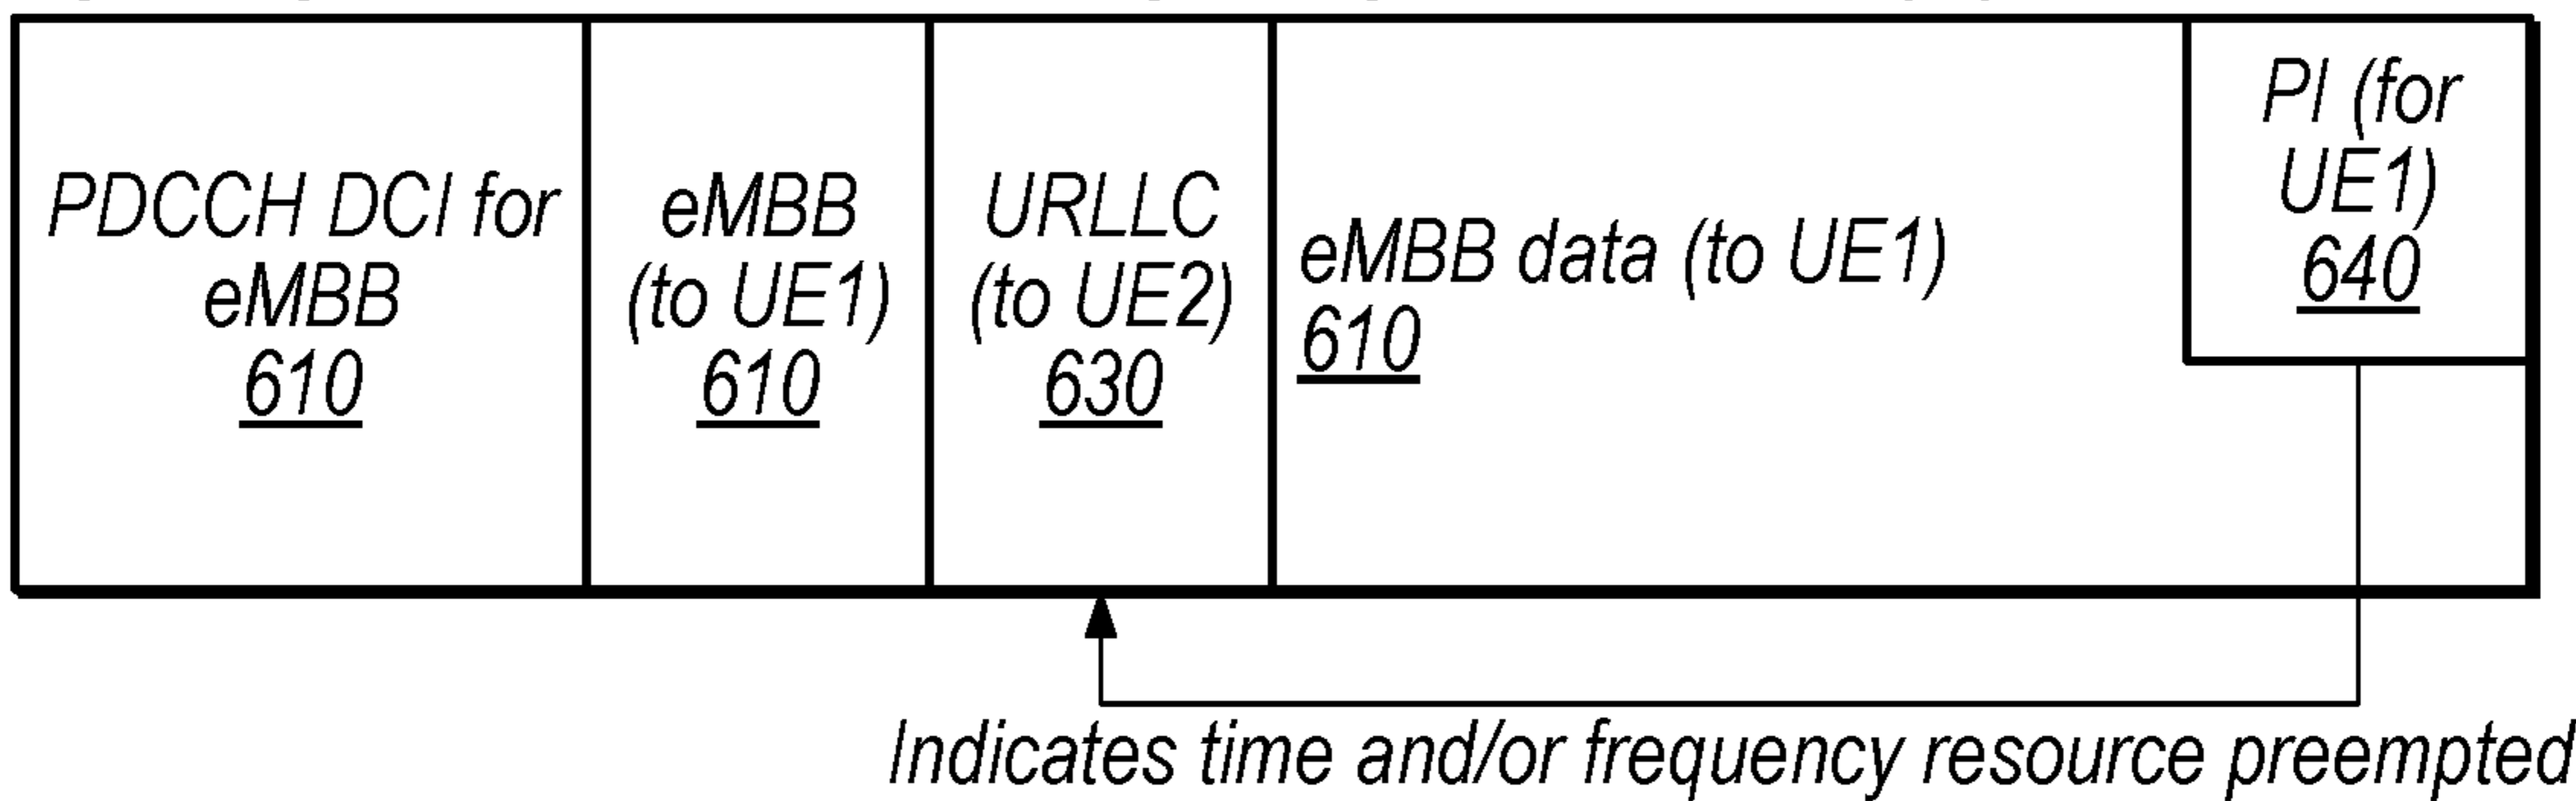 PDCCH DCI for
eMBB
610
eMBB
(to UE1)
610
URLLC
(to UE2)
630
eMBB data (to UE1)
610
PI (for
UE1)
640
Indicates time and/or frequency resource preempted